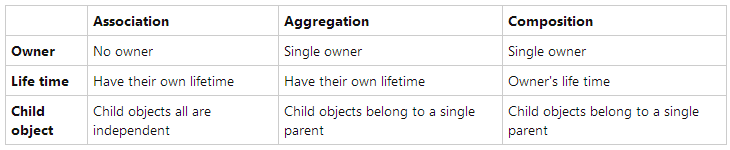 Association Aggregation Composition
Owner No owner Single owner Single owner
Life time Have their own lifetime Have their own lifetime Owner's life time
Child object Child objects all are independent Child objects belong to a single parent Child objects belong to a single parent